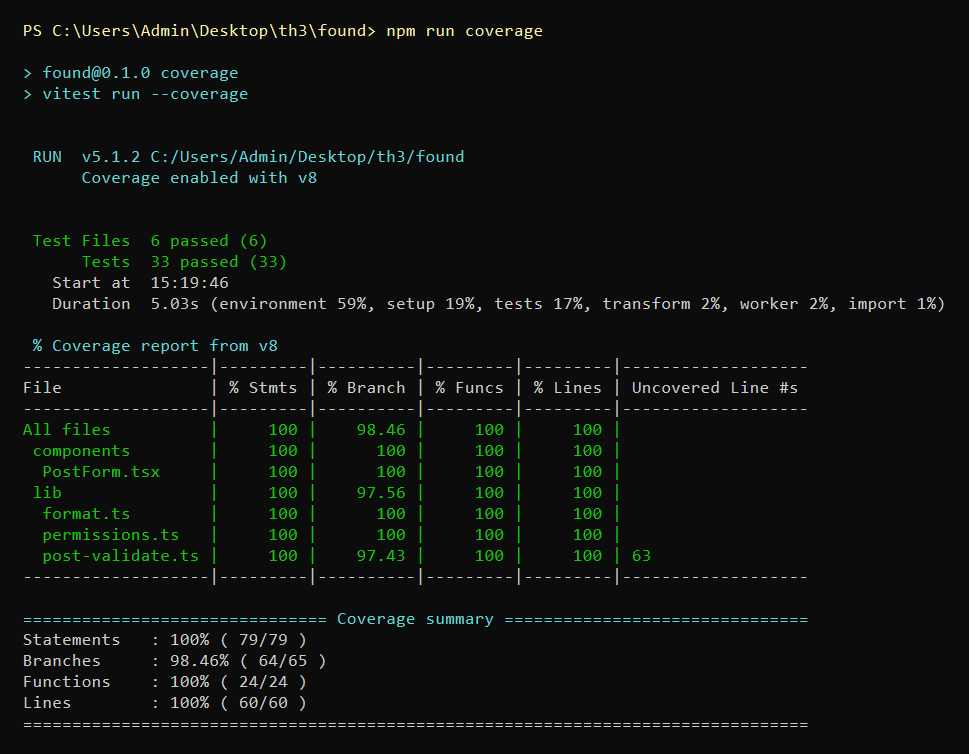 PS C:\Users\Admin\Desktop\th3\found> npm run coverage
> found@0.1.0 coverage
> vitest run --coverage
RUN  v5.1.2 C:/Users/Admin/Desktop/th3/found
Coverage enabled with v8
Test Files  6 passed (6)
Tests  33 passed (33)
Start at  15:19:46
Duration  5.03s (environment 59%, setup 19%, tests 17%, transform 2%, worker 2%, import 1%)
% Coverage report from v8
-------------------|---------|----------|---------|---------|-------------------
File               | % Stmts | % Branch | % Funcs | % Lines | Uncovered Line #s
-------------------|---------|----------|---------|---------|-------------------
All files          |     100 |    98.46 |     100 |     100 |
 components        |     100 |      100 |     100 |     100 |
  PostForm.tsx     |     100 |      100 |     100 |     100 |
 lib               |     100 |    97.56 |     100 |     100 |
  format.ts        |     100 |      100 |     100 |     100 |
  permissions.ts   |     100 |      100 |     100 |     100 |
  post-validate.ts |     100 |    97.43 |     100 |     100 | 63
-------------------|---------|----------|---------|---------|-------------------
=============================== Coverage summary ===============================
Statements   : 100% ( 79/79 )
Branches     : 98.46% ( 64/65 )
Functions    : 100% ( 24/24 )
Lines        : 100% ( 60/60 )
================================================================================